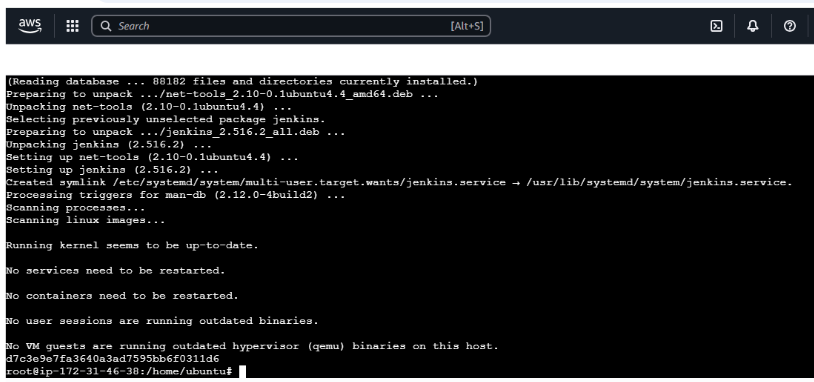 aws
Search [Alt+S]
(Reading database ... 88182 files and directories currently installed.)
Preparing to unpack .../net-tools_2.10-0.1ubuntu4.4_amd64.deb ...
Unpacking net-tools (2.10-0.1ubuntu4.4) ...
Selecting previously unselected package jenkins.
Preparing to unpack .../jenkins_2.516.2_all.deb ...
Unpacking jenkins (2.516.2) ...
Setting up net-tools (2.10-0.1ubuntu4.4) ...
Setting up jenkins (2.516.2) ...
Created symlink /etc/systemd/system/multi-user.target.wants/jenkins.service → /usr/lib/systemd/system/jenkins.service.
Processing triggers for man-db (2.12.0-4build2) ...
Scanning processes...
Scanning linux images...
Running kernel seems to be up-to-date.
No services need to be restarted.
No containers need to be restarted.
No user sessions are running outdated binaries.
No VM guests are running outdated hypervisor (qemu) binaries on this host.
d7c3e9e7fa3640a3ad7595bb6f0311d6
root@ip-172-31-46-38:/home/ubuntu#